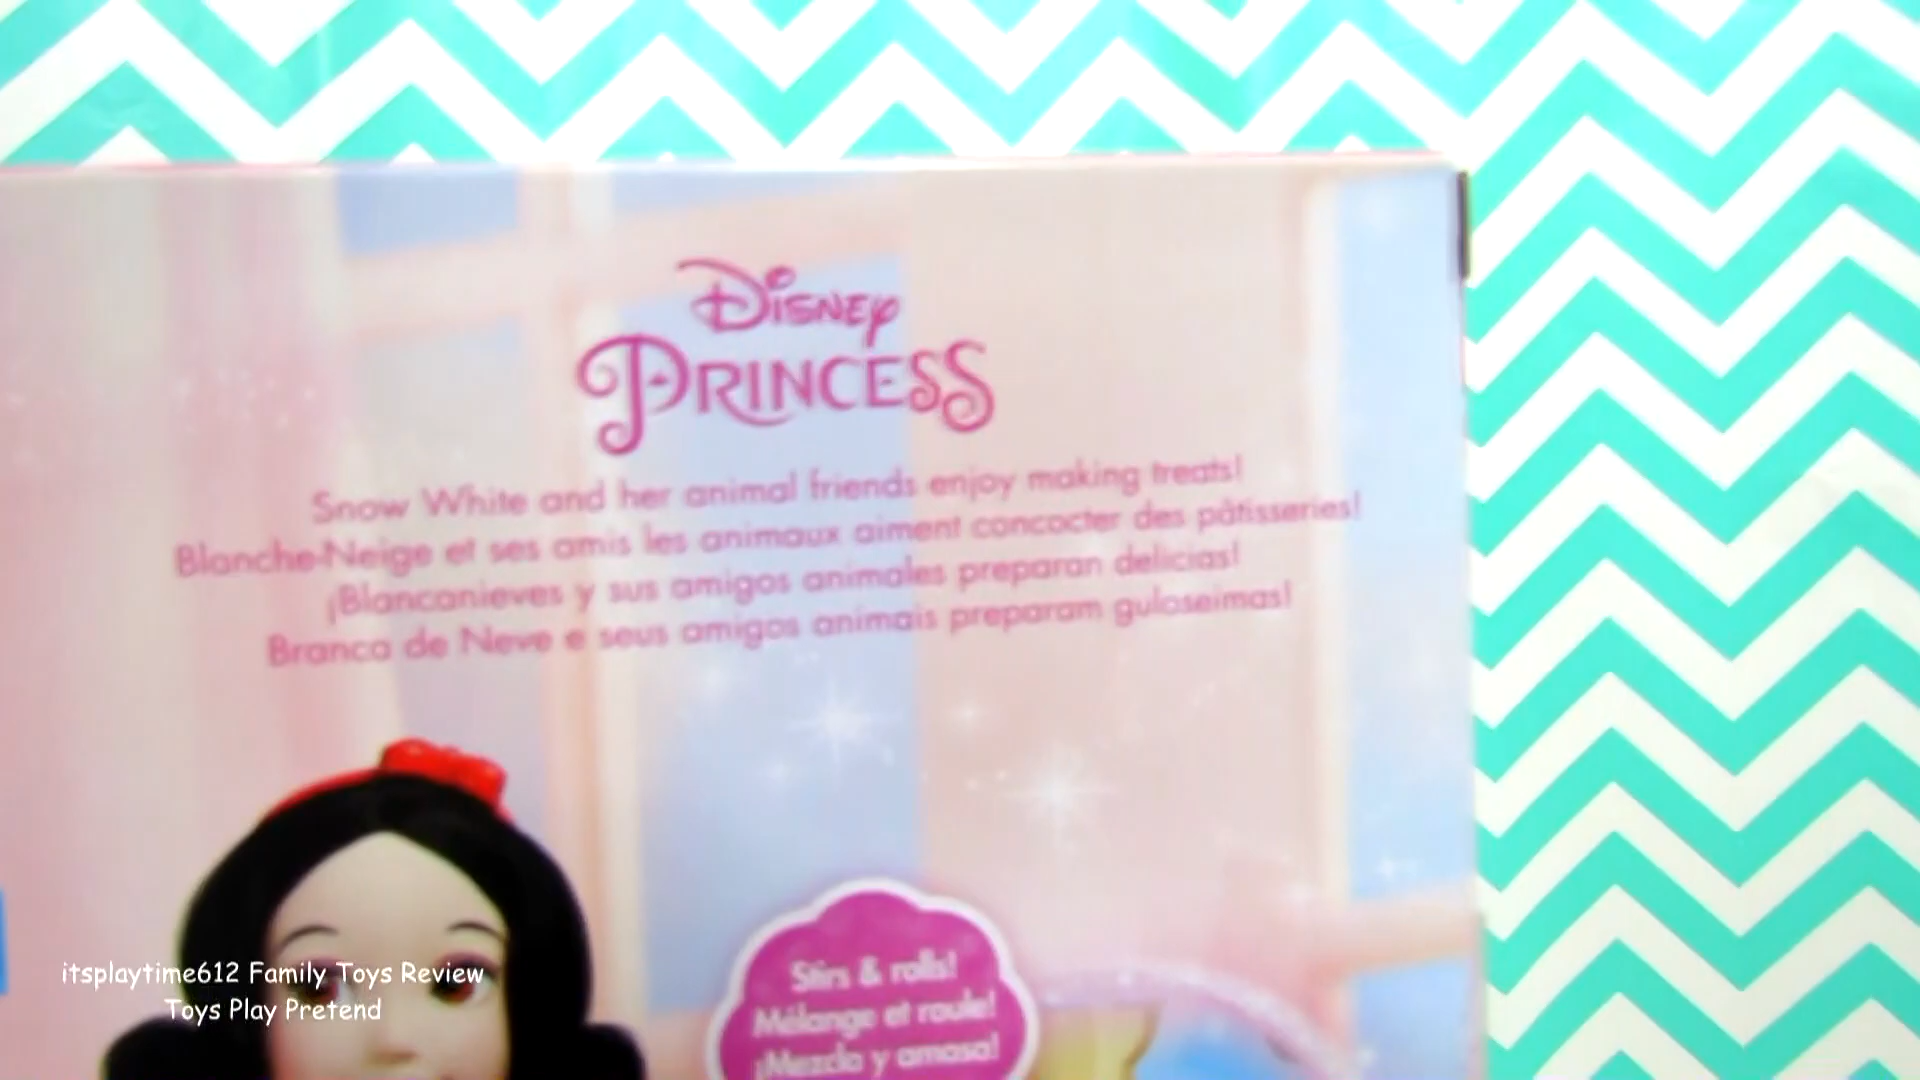 Disney
PRINCESS
Snow White and her animal friends enjoy making treats!
Blanche-Neige et ses amis les animaux aiment concocter des pâtisseries!
¡Blancanieves y sus amigos animales preparan delicias!
Branca de Neve e seus amigos animais preparam guloseimas!
Stirs & rolls!
Mélange et roule!
¡Mezcla y amasa!
itsplaytime612 Family Toys Review
Toys Play Pretend